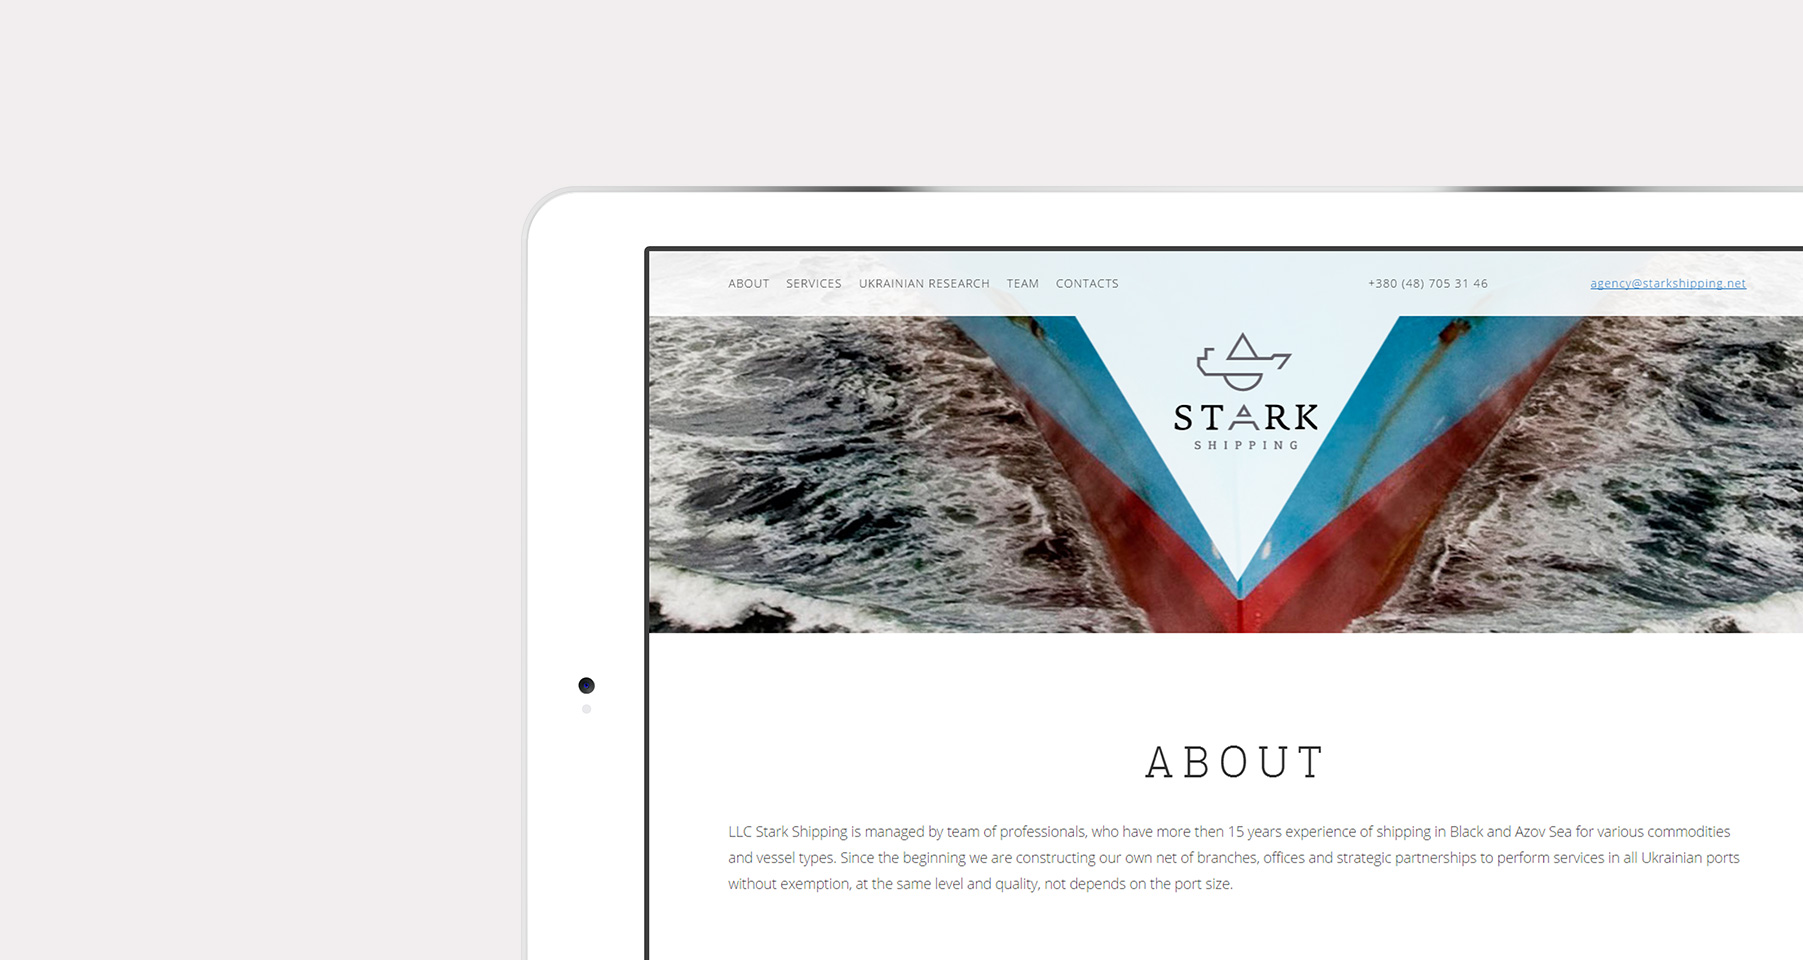 ABOUT SERVICES UKRAINIAN RESEARCH TEAM CONTACTS +380 (48) 705 31 46 agency@starkshipping.net
STARK
SHIPPING
ABOUT
LLC Stark Shipping is managed by team of professionals, who have more then 15 years experience of shipping in Black and Azov Sea for various commodities
and vessel types. Since the beginning we are constructing our own net of branches, offices and strategic partnerships to perform services in all Ukrainian ports
without exemption, at the same level and quality, not depends on the port size.